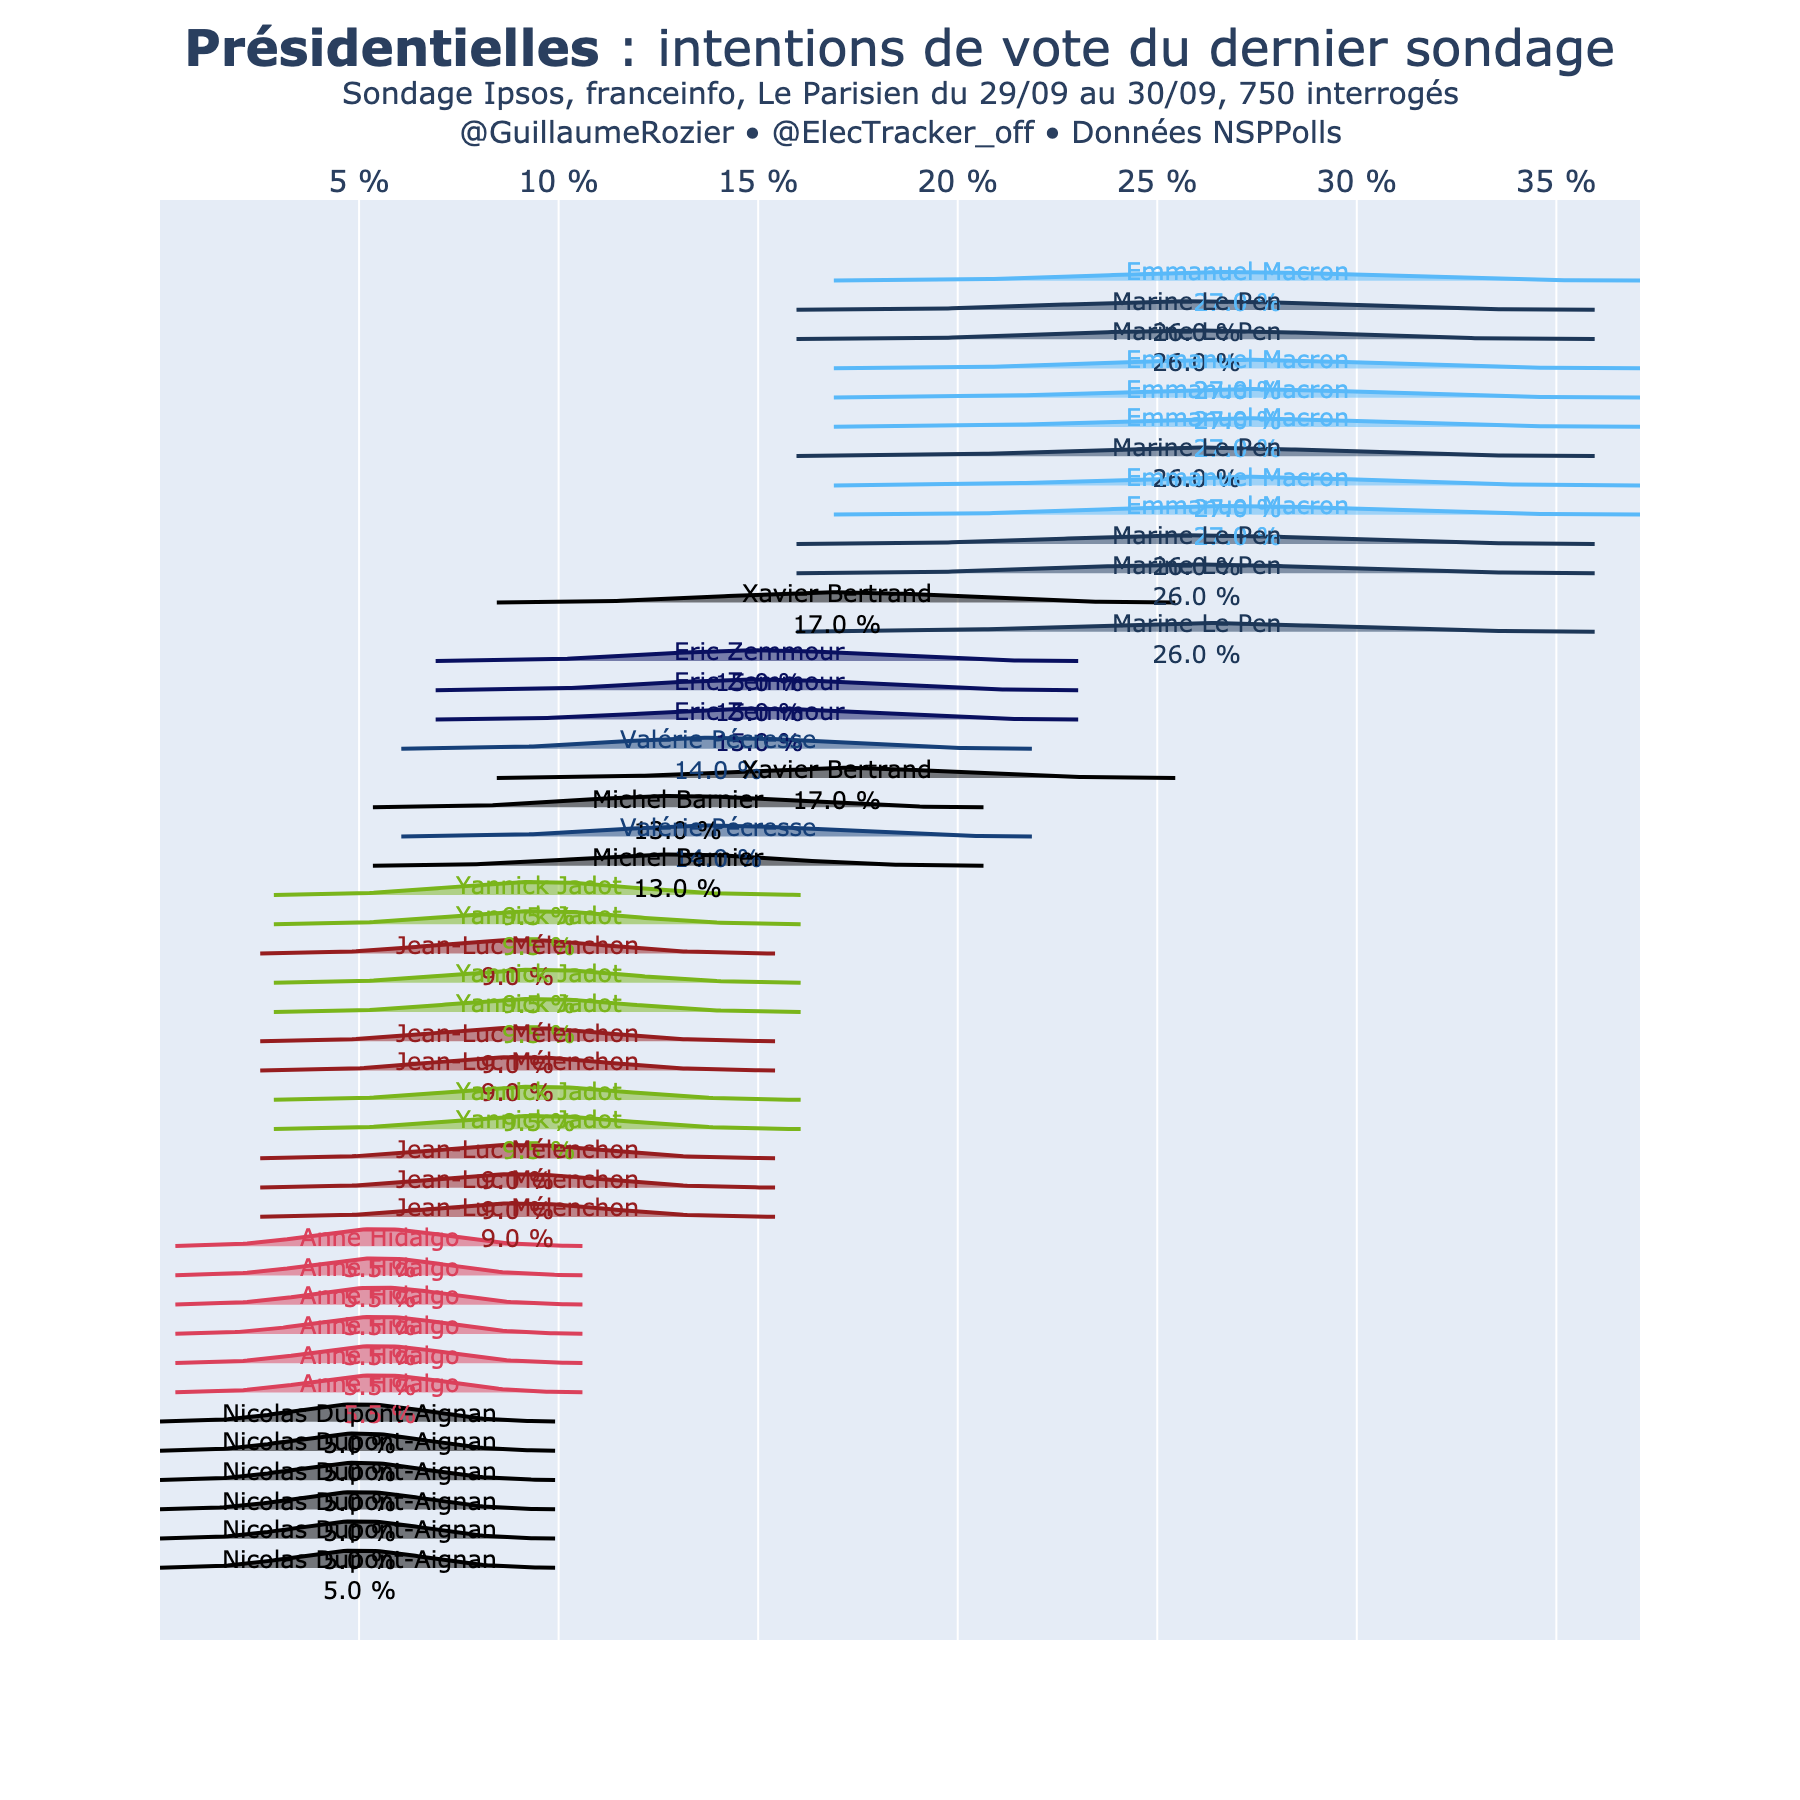 Présidentielles : intentions de vote du dernier sondage
Sondage Ipsos, franceinfo, Le Parisien du 29/09 au 30/09, 750 interrogés
@GuillaumeRozier • @ElecTracker_off • Données NSPPolls
5 % 10 % 15 % 20 % 25 % 30 % 35 %
Emmanuel Macron
27.0 %
Marine Le Pen
26.0 %
Marine Le Pen
26.0 %
Emmanuel Macron
27.0 %
Emmanuel Macron
27.0 %
Emmanuel Macron
27.0 %
Marine Le Pen
26.0 %
Emmanuel Macron
27.0 %
Emmanuel Macron
27.0 %
Marine Le Pen
26.0 %
Marine Le Pen
26.0 %
Xavier Bertrand
17.0 %
Marine Le Pen
26.0 %
Eric Zemmour
15.0 %
Eric Zemmour
15.0 %
Eric Zemmour
15.0 %
Valérie Pécresse
14.0 %
Xavier Bertrand
17.0 %
Michel Barnier
13.0 %
Valérie Pécresse
14.0 %
Michel Barnier
13.0 %
Yannick Jadot
9.5 %
Yannick Jadot
9.5 %
Jean-Luc Mélenchon
9.0 %
Yannick Jadot
9.5 %
Yannick Jadot
9.5 %
Jean-Luc Mélenchon
9.0 %
Jean-Luc Mélenchon
9.0 %
Yannick Jadot
9.5 %
Yannick Jadot
9.5 %
Jean-Luc Mélenchon
9.0 %
Jean-Luc Mélenchon
9.0 %
Jean-Luc Mélenchon
9.0 %
Anne Hidalgo
5.5 %
Anne Hidalgo
5.5 %
Anne Hidalgo
5.5 %
Anne Hidalgo
5.5 %
Anne Hidalgo
5.5 %
Anne Hidalgo
5.5 %
Nicolas Dupont-Aignan
5.0 %
Nicolas Dupont-Aignan
5.0 %
Nicolas Dupont-Aignan
5.0 %
Nicolas Dupont-Aignan
5.0 %
Nicolas Dupont-Aignan
5.0 %
Nicolas Dupont-Aignan
5.0 %